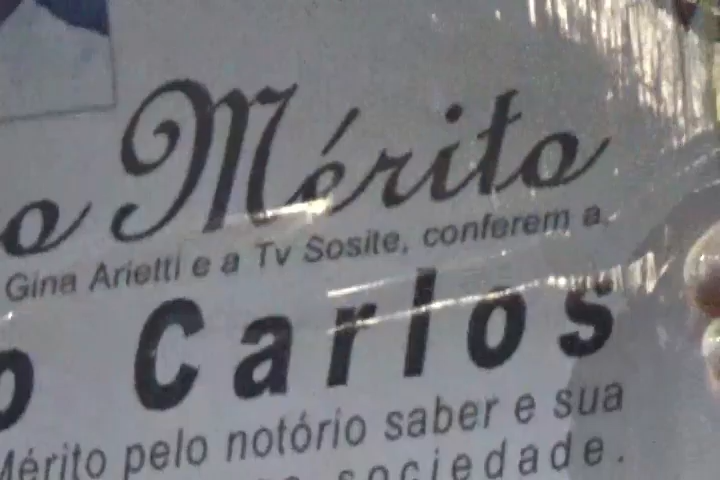 o Mérito
Gina Arietti e a Tv Sosite, conferem a
o Carlos
Mérito pelo notório saber e sua
sociedade.